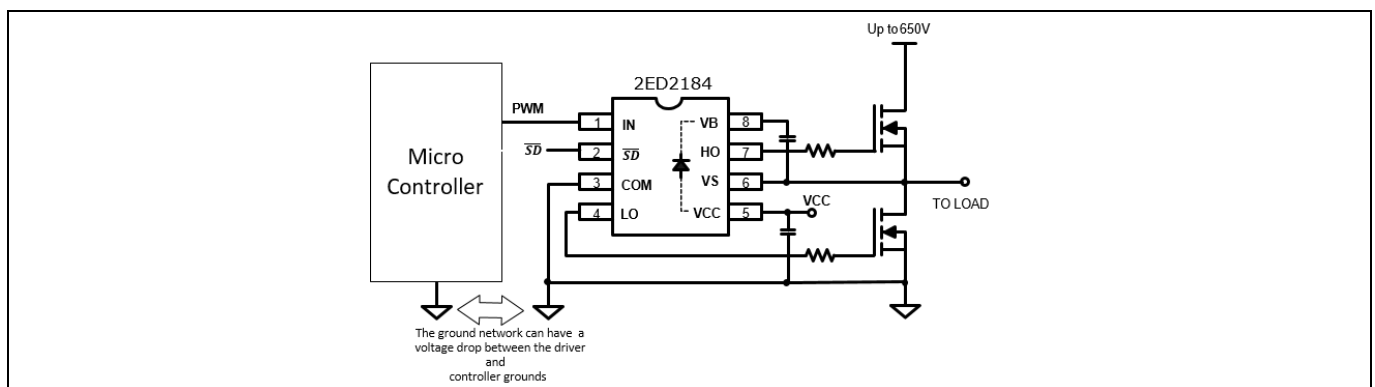 Up to 650V
2ED2184
PWM
1 IN VB 8
SD 2 SD HO 7
3 COM VS 6
4 LO VCC 5
Micro
Controller
VCC
TO LOAD
The ground network can have a
voltage drop between the driver
and
controller grounds